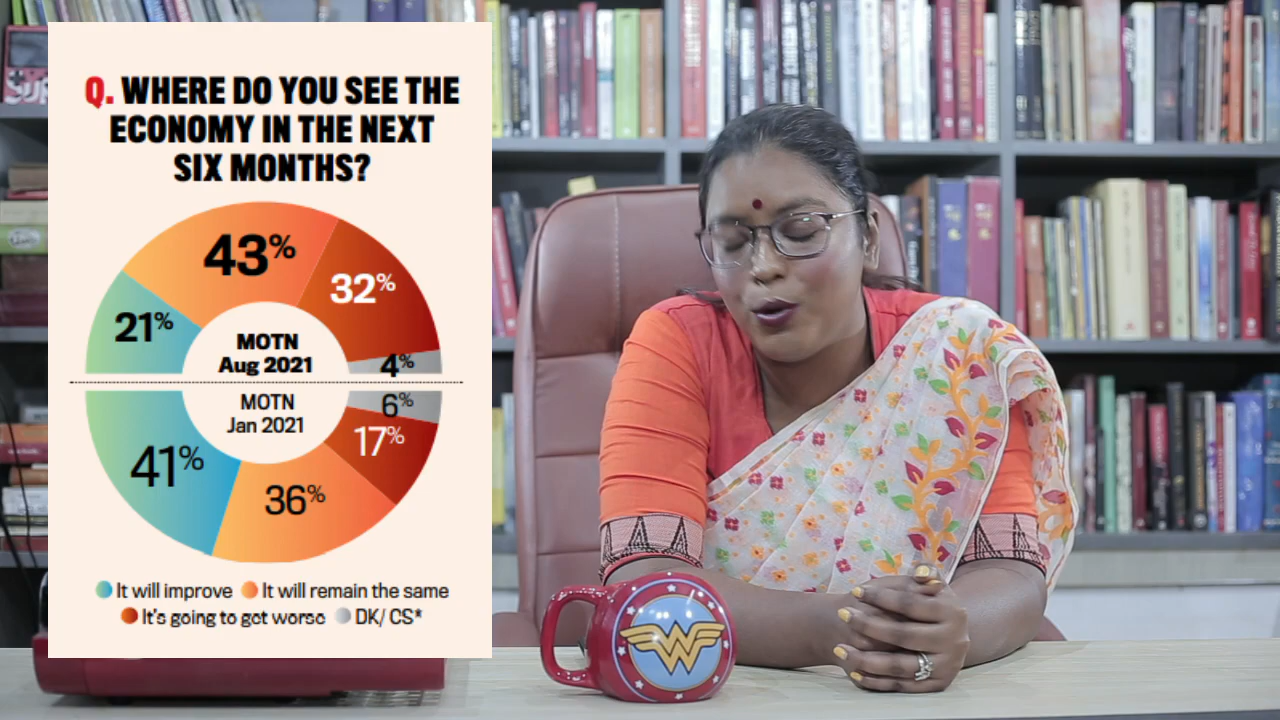 Q. WHERE DO YOU SEE THE
ECONOMY IN THE NEXT
SIX MONTHS?
43%
32%
21%
MOTN
Aug 2021
4%
MOTN
Jan 2021
6%
17%
41%
36%
It will improve It will remain the same
It's going to get worse DK/ CS*
SUP
W